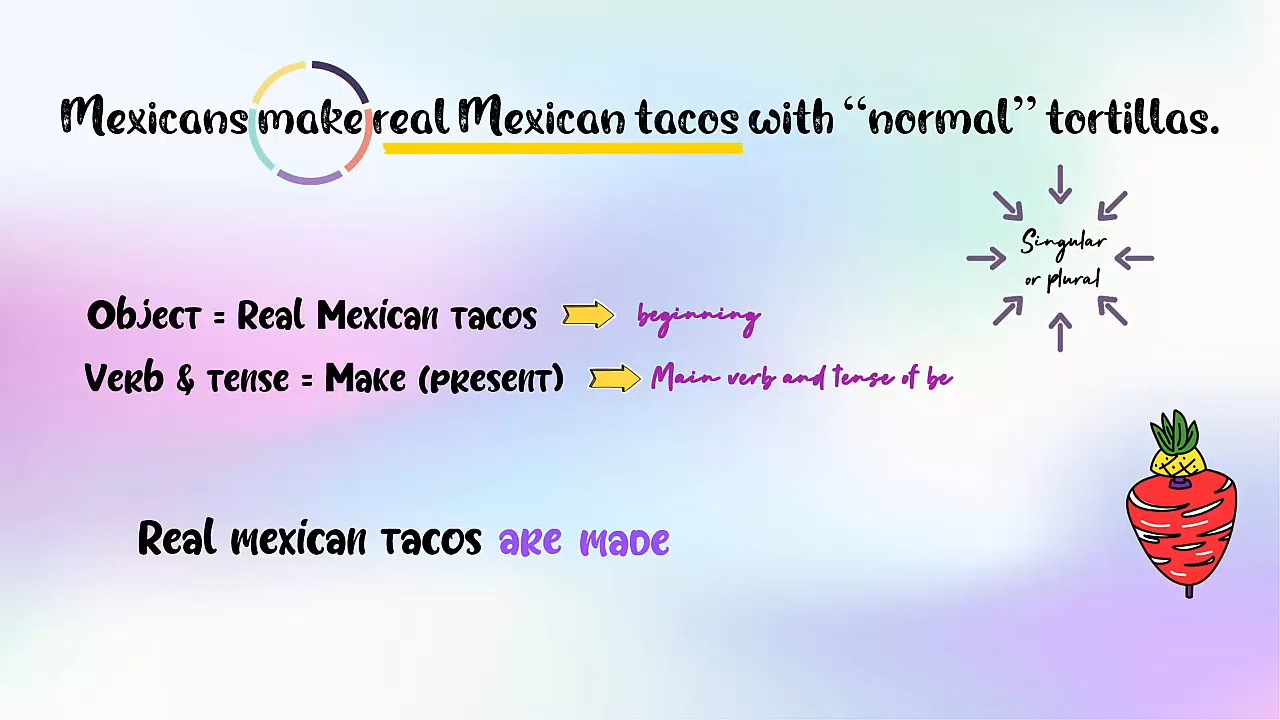 Mexicans make real Mexican tacos with “normal” tortillas.
Singular
or plural
Object = Real Mexican tacos
beginning
Verb & tense = Make (present)
Main verb and tense of be
Real mexican tacos are made